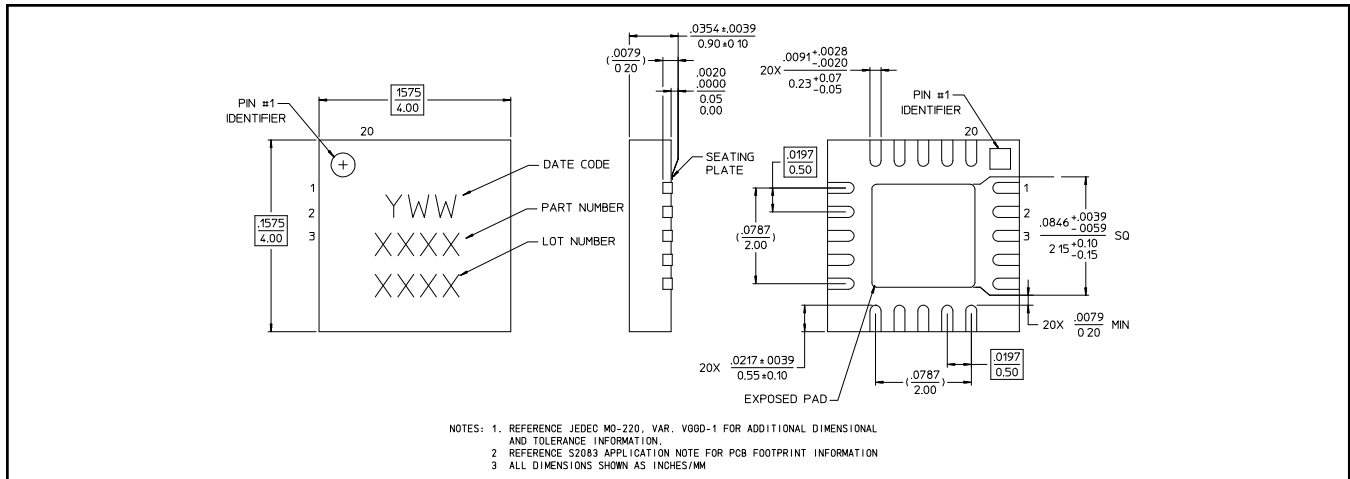 PIN #1
IDENTIFIER
.1575
4.00
20
1
2
3
.1575
4.00
YWW
XXXX
XXXX
DATE CODE
PART NUMBER
LOT NUMBER
.0354±.0039
0.90±0 10
(.0079
0 20)
.0020
.0000
0.05
0.00
SEATING
PLATE
20X .0091 +.0028
-.0020
0.23 +0.07
-0.05
PIN #1
IDENTIFIER
20
.0197
0.50
(.0787
2.00)
1
2
3
.0846 +.0039
-.0059 SQ
2 15 +0.10
-0.15
20X .0079 MIN
0 20
20X .0217±0039
0.55±0.10
(.0787
2.00)
.0197
0.50
EXPOSED PAD
NOTES: 1. REFERENCE JEDEC MO-220, VAR. VGGD-1 FOR ADDITIONAL DIMENSIONAL
AND TOLERANCE INFORMATION.
2 REFERENCE S2083 APPLICATION NOTE FOR PCB FOOTPRINT INFORMATION
3 ALL DIMENSIONS SHOWN AS INCHES/MM